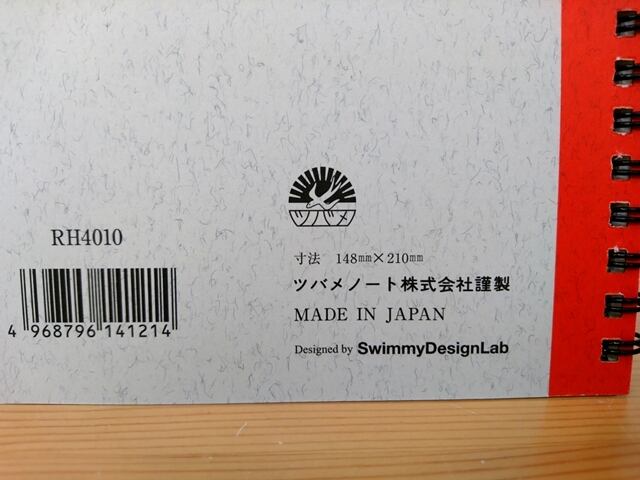 ツバメ
RH4010
寸法 148㎜×210㎜
ツバメノート株式会社謹製
MADE IN JAPAN
Designed by SwimmyDesignLab
4 968796 141214